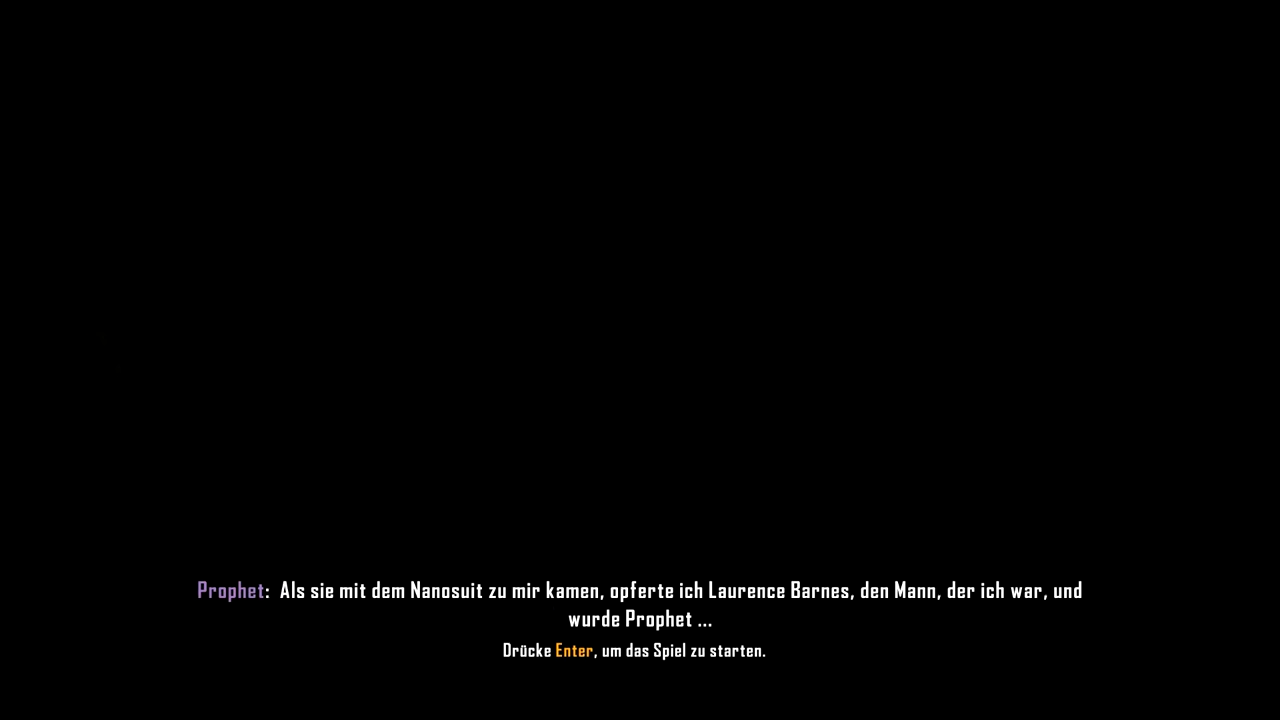 Prophet: Als sie mit dem Nanosuit zu mir kamen, opferte ich Laurence Barnes, den Mann, der ich war, und
wurde Prophet ...
Drücke Enter, um das Spiel zu starten.